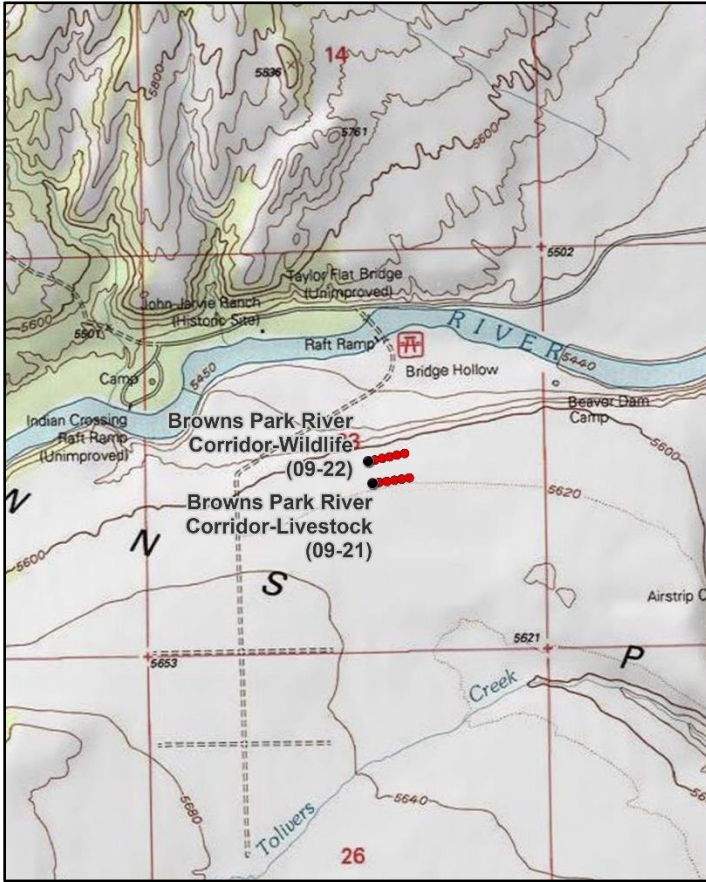 14
5836
5800
5761
5600
5502
Taylor Flat Bridge
(Unimproved)
John Jarvie Ranch
(Historic Site)
5600
5501
RIVER
Raft Ramp
5440
Bridge Hollow
Camp
5450
Beaver Dam
Camp
Indian Crossing
Raft Ramp
(Unimproved)
Browns Park River
Corridor-Wildlife
(09-22)
5600
Browns Park River
Corridor-Livestock
(09-21)
5620
N
N
S
5600
Airstrip
5621
P
5653
Creek
5680
5640
Tolivers
26